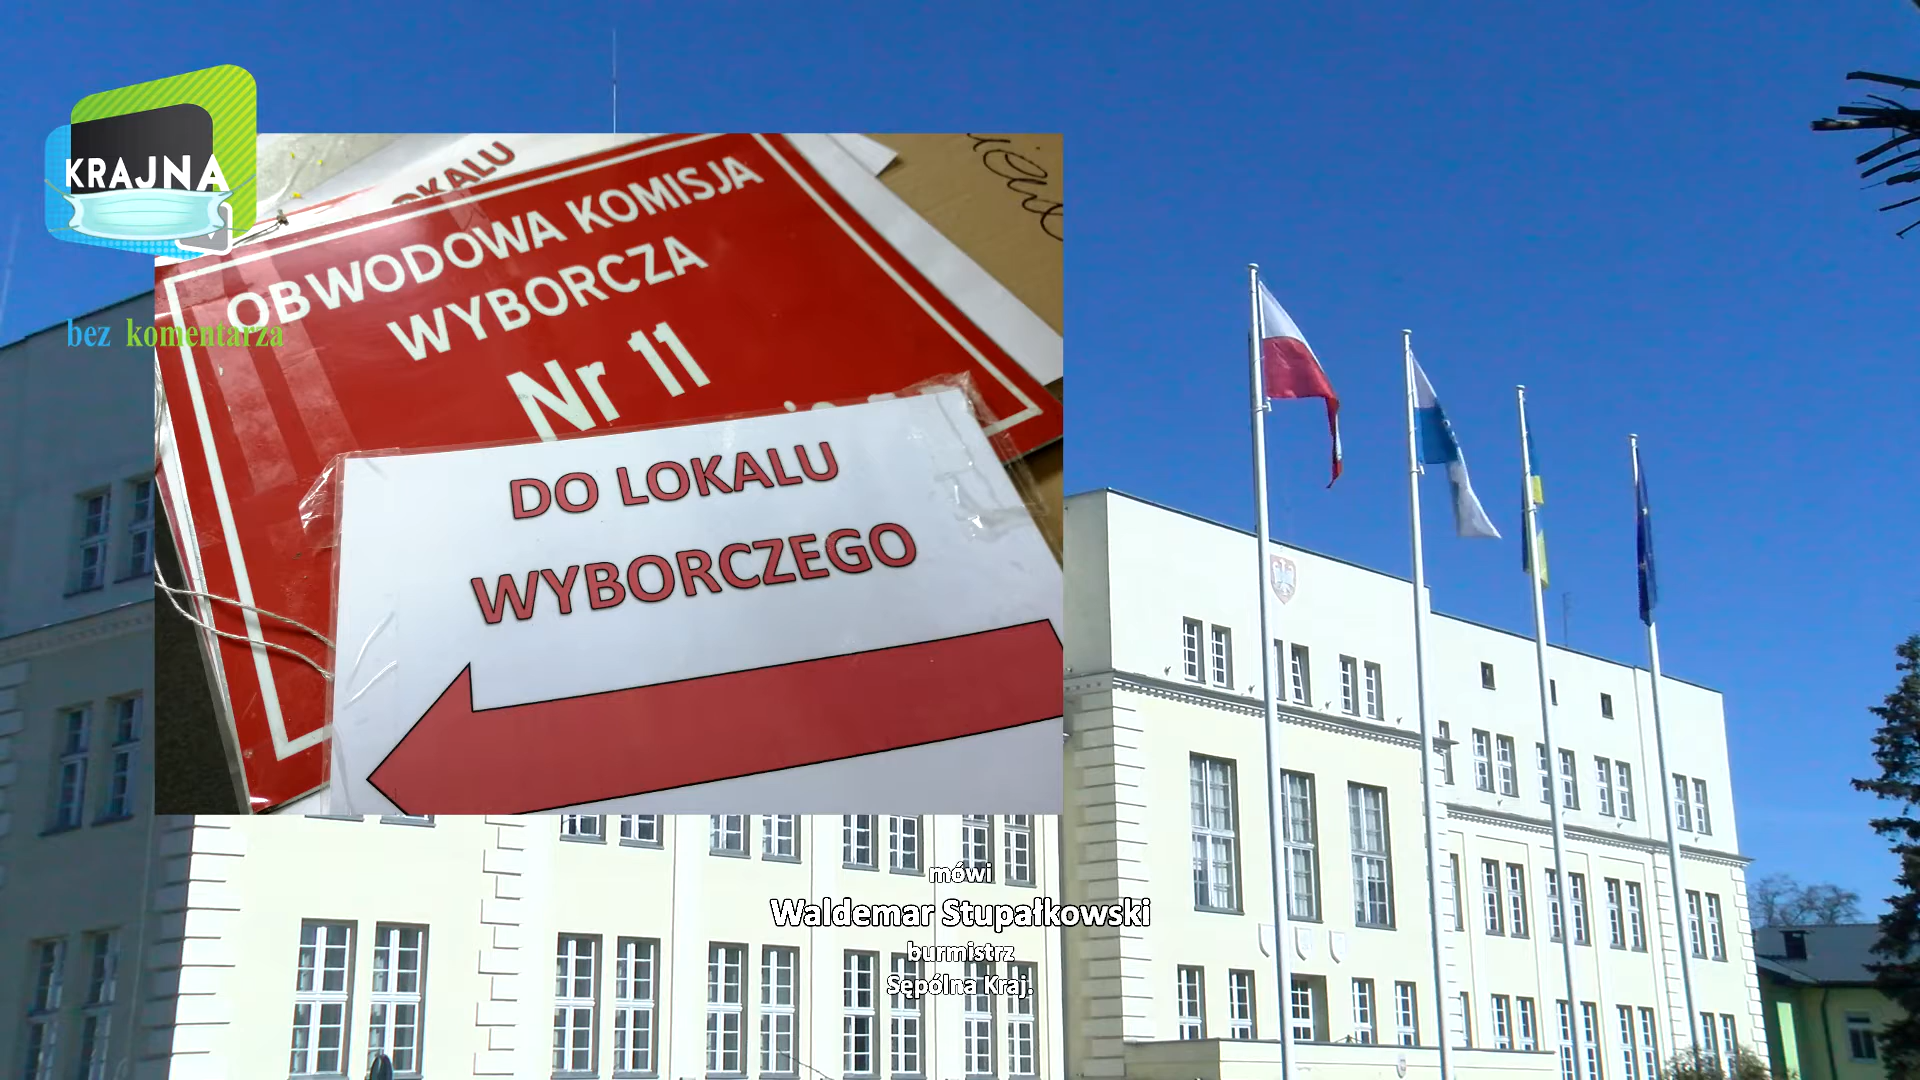 KRAJNA
bez komentarza
LOKALU
OBWODOWA KOMISJA
WYBORCZA
Nr 11
DO LOKALU
WYBORCZEGO
mówi
Waldemar Stupałkowski
burmistrz
Sępólna Kraj.